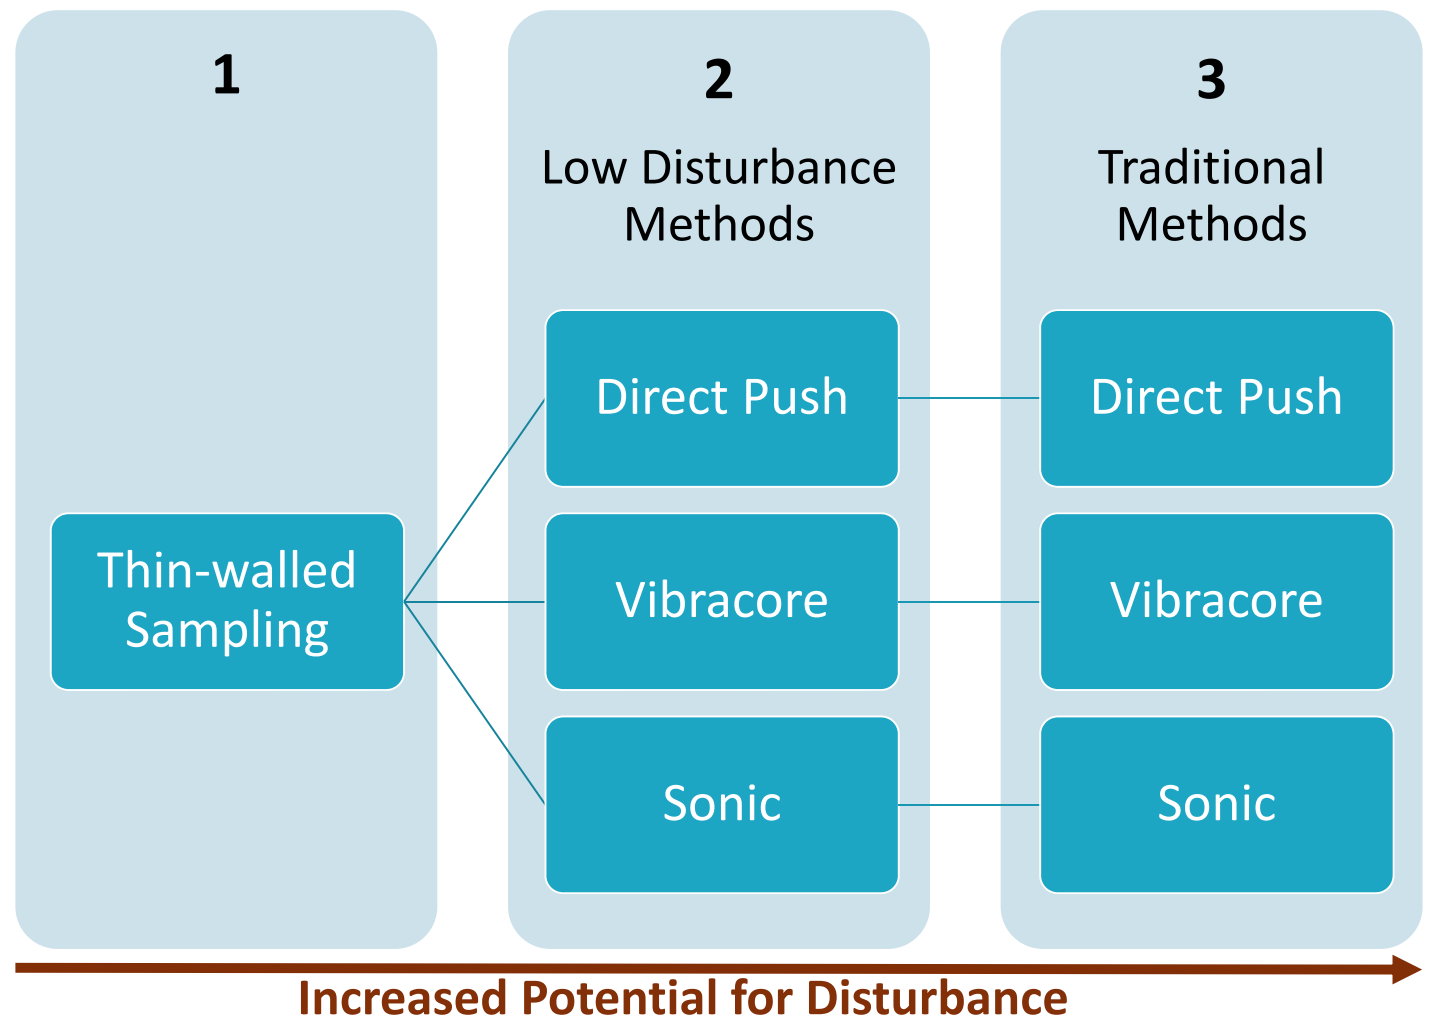 1
Thin-walled
Sampling
2
Low Disturbance
Methods
Direct Push
Vibracore
Sonic
3
Traditional
Methods
Direct Push
Vibracore
Sonic
Increased Potential for Disturbance